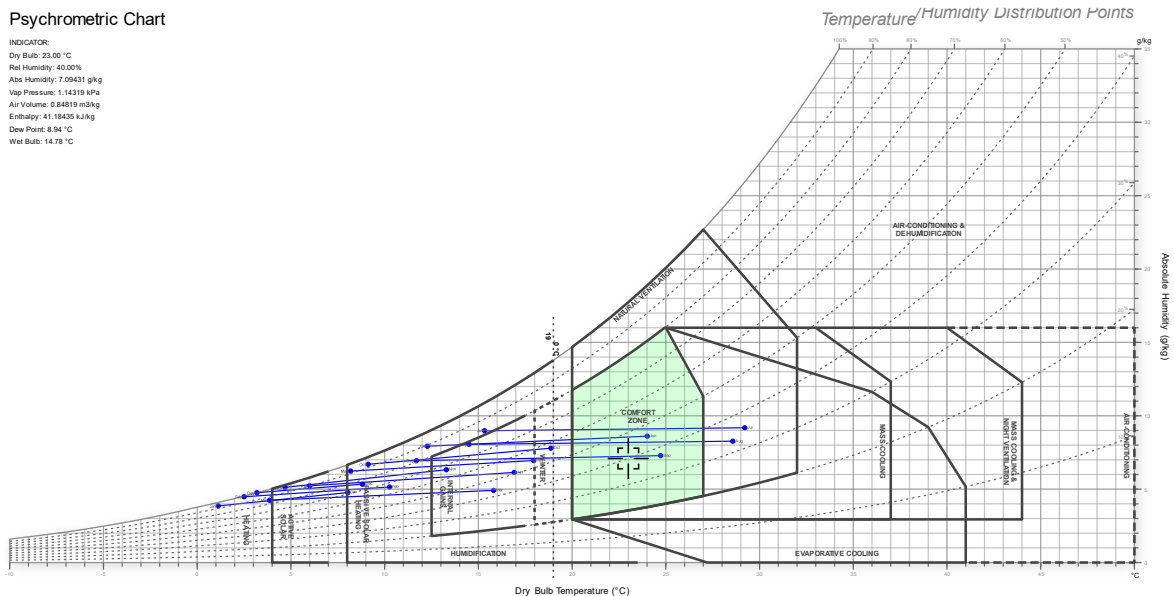 Psychrometric Chart
Temperature/Humidity Distribution Points
INDICATOR:
Dry Bulb: 23.00 °C
Rel Humidity: 40.00%
Abs Humidity: 7.09431 g/kg
Vap Pressure: 1.14319 kPa
Air Volume: 0.84819 m3/kg
Enthalpy: 41.18435 kJ/kg
Dew Point: 8.94 °C
Wet Bulb: 14.78 °C
100% 90% 80% 70% 60% 50%
g/kg
35
40%
30
30%
25
AIR-CONDITIONING &
DEHUMIDIFICATION
20
NATURAL VENTILATION
20%
15
COMFORT
ZONE
10
MASS COOLING
MASS COOLING &
NIGHT VENTILATION
AIR-CONDITIONING
Absolute Humidity (g/kg)
WINTER
INTERNAL
GAINS
PASSIVE SOLAR
HEATING
ACTIVE
SOLAR
HEATING
5
HUMIDIFICATION
EVAPORATIVE COOLING
0
-10 -5 0 5 10 15 20 25 30 35 40 45 °C
Dry Bulb Temperature (°C)